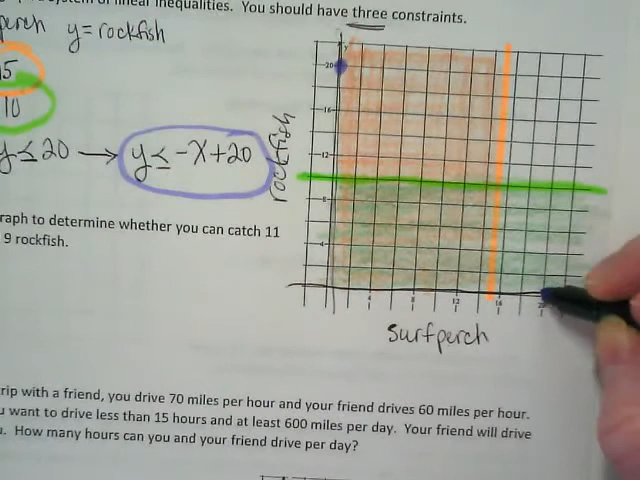 of linear inequalities. You should have three constraints.
perch y = rockfish
15
10
y ≤ 20 → y ≤ -x + 20
rockfish
20
16
12
8
4
4 8 12 16 20
surfperch
graph to determine whether you can catch 11
9 rockfish.
trip with a friend, you drive 70 miles per hour and your friend drives 60 miles per hour.
u want to drive less than 15 hours and at least 600 miles per day. Your friend will drive
u. How many hours can you and your friend drive per day?